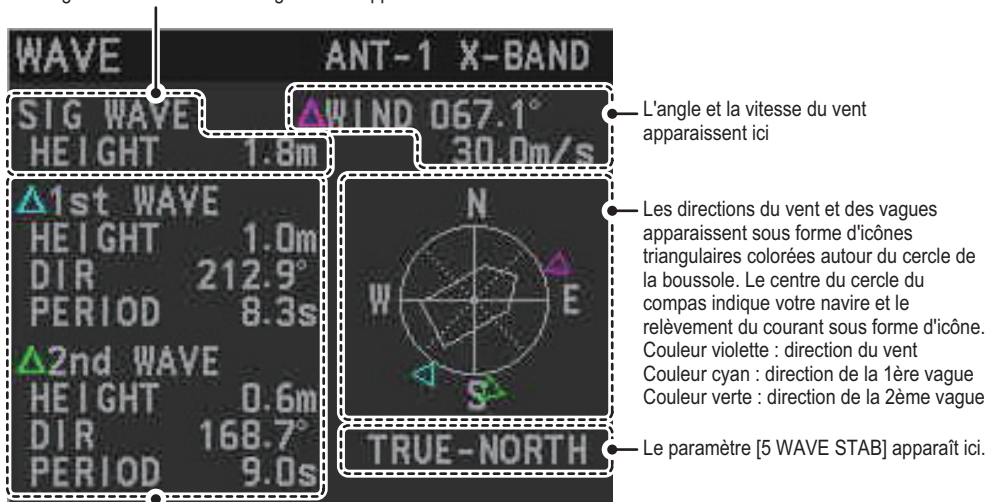 WAVE ANT-1 X-BAND
SIG WAVE
HEIGHT 1.8m
WIND 067.1°
30.0m/s
L'angle et la vitesse du vent
apparaissent ici
1st WAVE
HEIGHT 1.0m
DIR 212.9°
PERIOD 8.3s
2nd WAVE
HEIGHT 0.6m
DIR 168.7°
PERIOD 9.0s
N
W
E
S
Les directions du vent et des vagues
apparaissent sous forme d'icônes
triangulaires colorées autour du cercle de
la boussole. Le centre du cercle du
compas indique votre navire et le
relèvement du courant sous forme d'icône.
Couleur violette : direction du vent
Couleur cyan : direction de la 1ère vague
Couleur verte : direction de la 2ème vague
TRUE-NORTH
Le paramètre [5 WAVE STAB] apparaît ici.